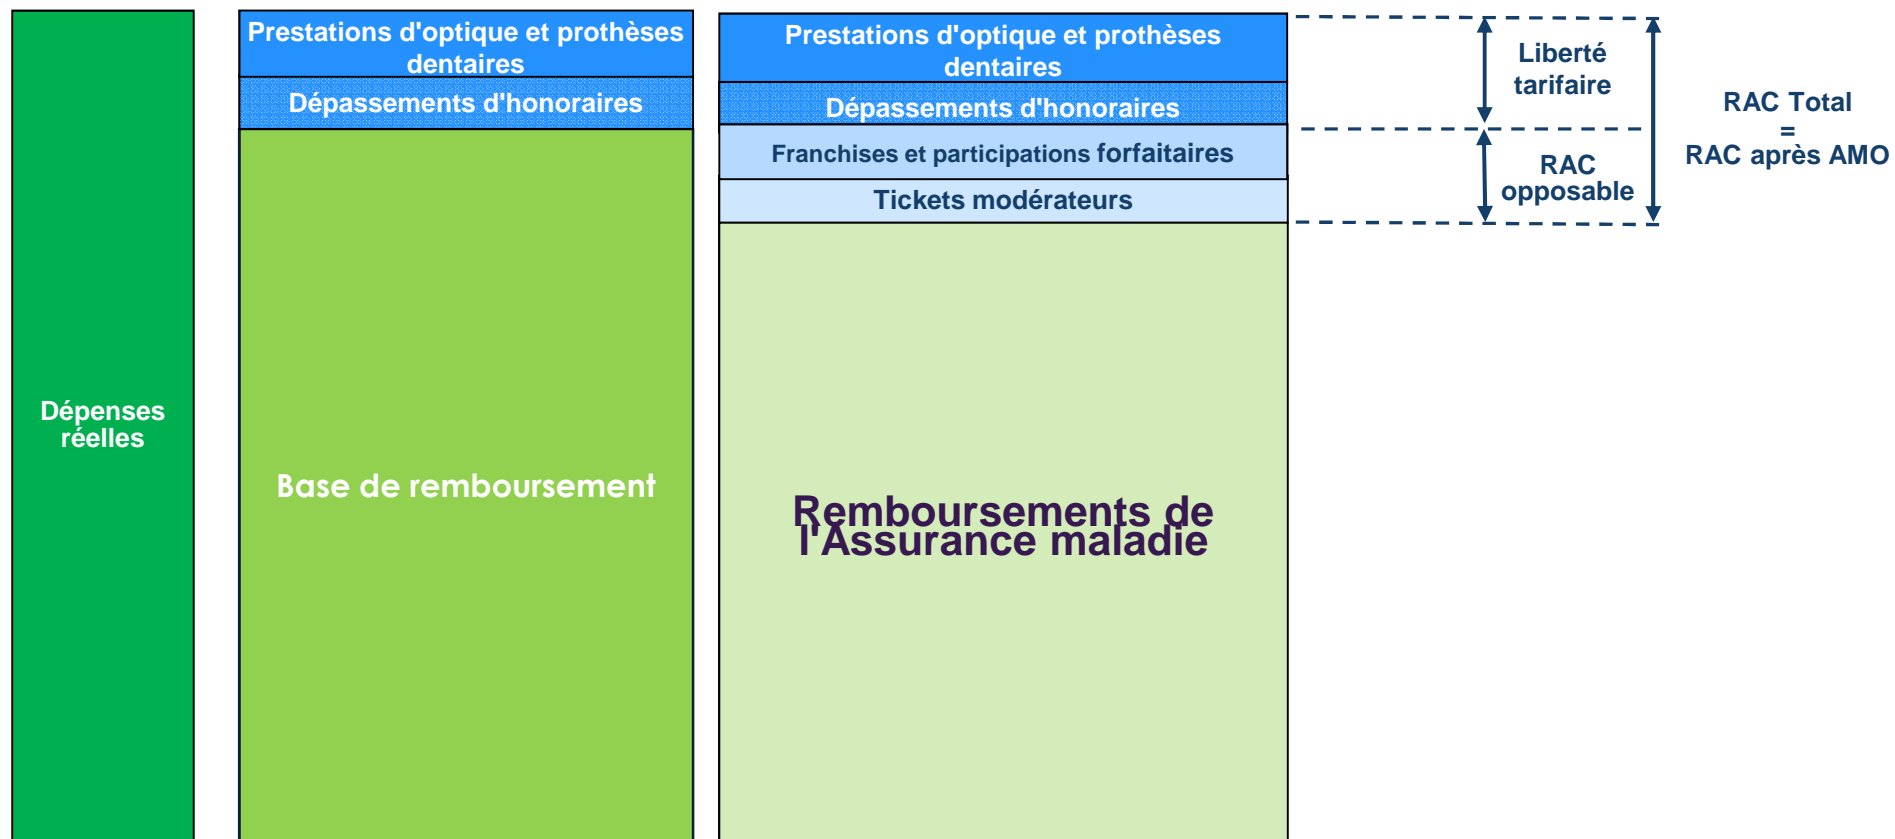 Dépenses
réelles
Prestations d'optique et prothèses
dentaires
Dépassements d'honoraires
Base de remboursement
Prestations d'optique et prothèses
dentaires
Dépassements d'honoraires
Franchises et participations forfaitaires
Tickets modérateurs
Remboursements de
l'Assurance maladie
Liberté
tarifaire
RAC
opposable
RAC Total
=
RAC après AMO